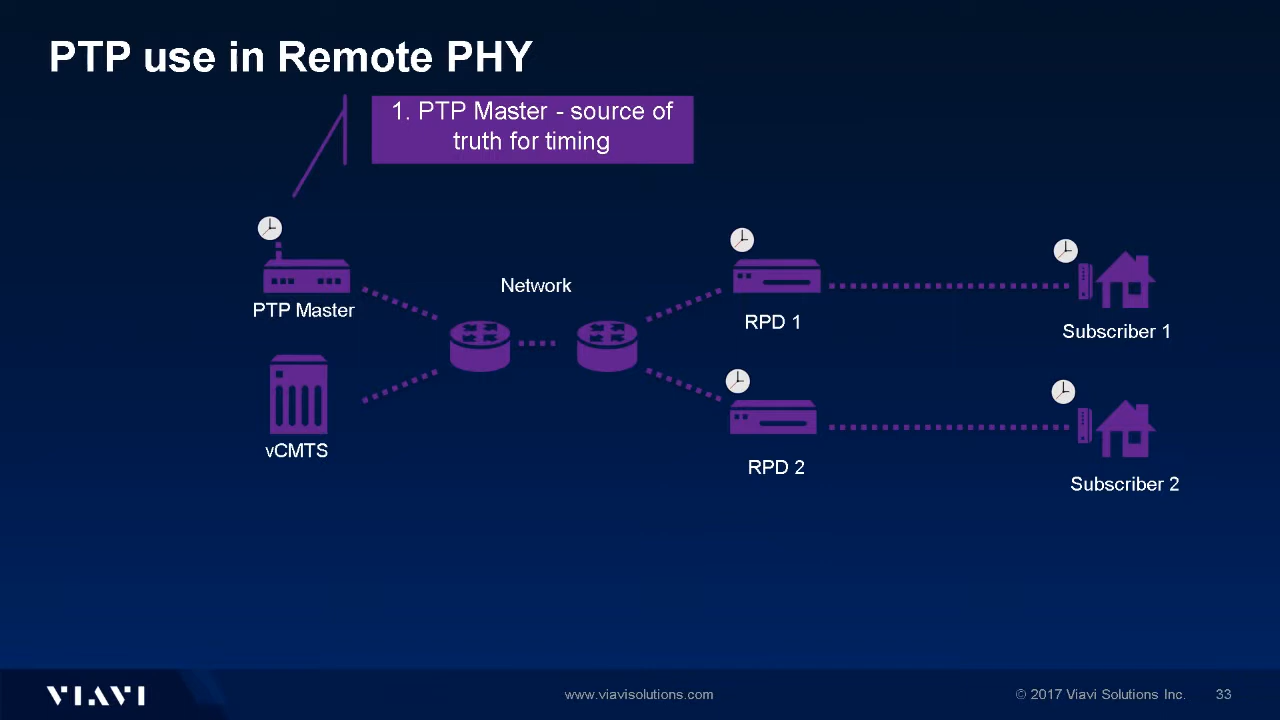 PTP use in Remote PHY
1. PTP Master - source of
truth for timing
Network
PTP Master
RPD 1
Subscriber 1
vCMTS
RPD 2
Subscriber 2
VIAVI
www.viavisolutions.com
© 2017 Viavi Solutions Inc.
33